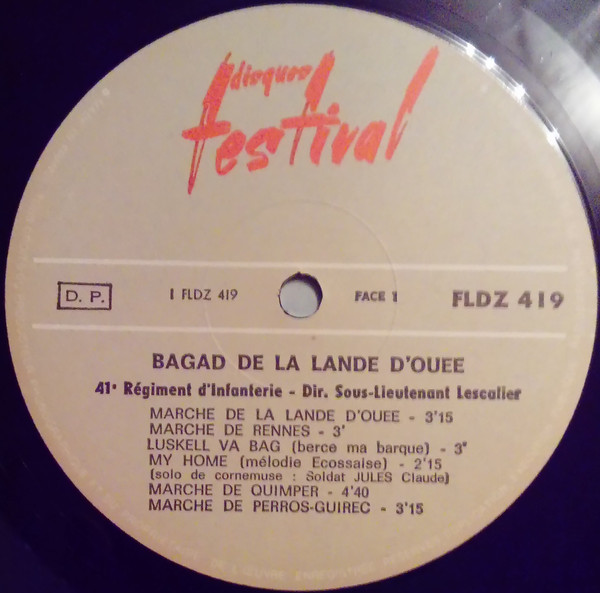 disques
festival
D. P.
1 FLDZ 419
FACE 1
FLDZ 419
BAGAD DE LA LANDE D'OUEE
41e Régiment d'Infanterie - Dir. Sous-Lieutenant Lescalier
MARCHE DE LA LANDE D'OUEE - 3'15
MARCHE DE RENNES - 3'
LUSKELL VA BAG (berce ma barque) - 3'
MY HOME (mélodie Ecossaise) - 2'15
(solo de cornemuse : Soldat JULES Claude)
MARCHE DE QUIMPER - 4'40
MARCHE DE PERROS-GUIREC - 3'15